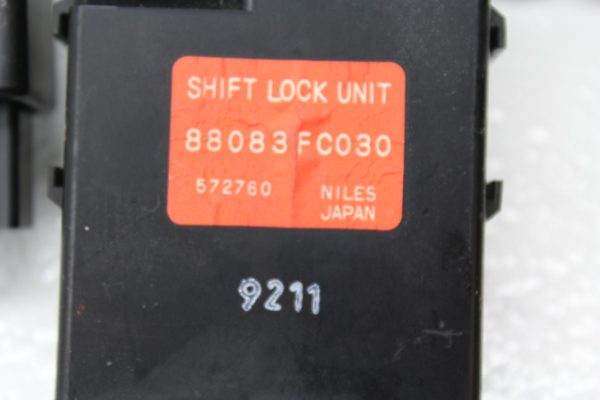 SHIFT LOCK UNIT
88083 FC030
572760 NILES
JAPAN
9211